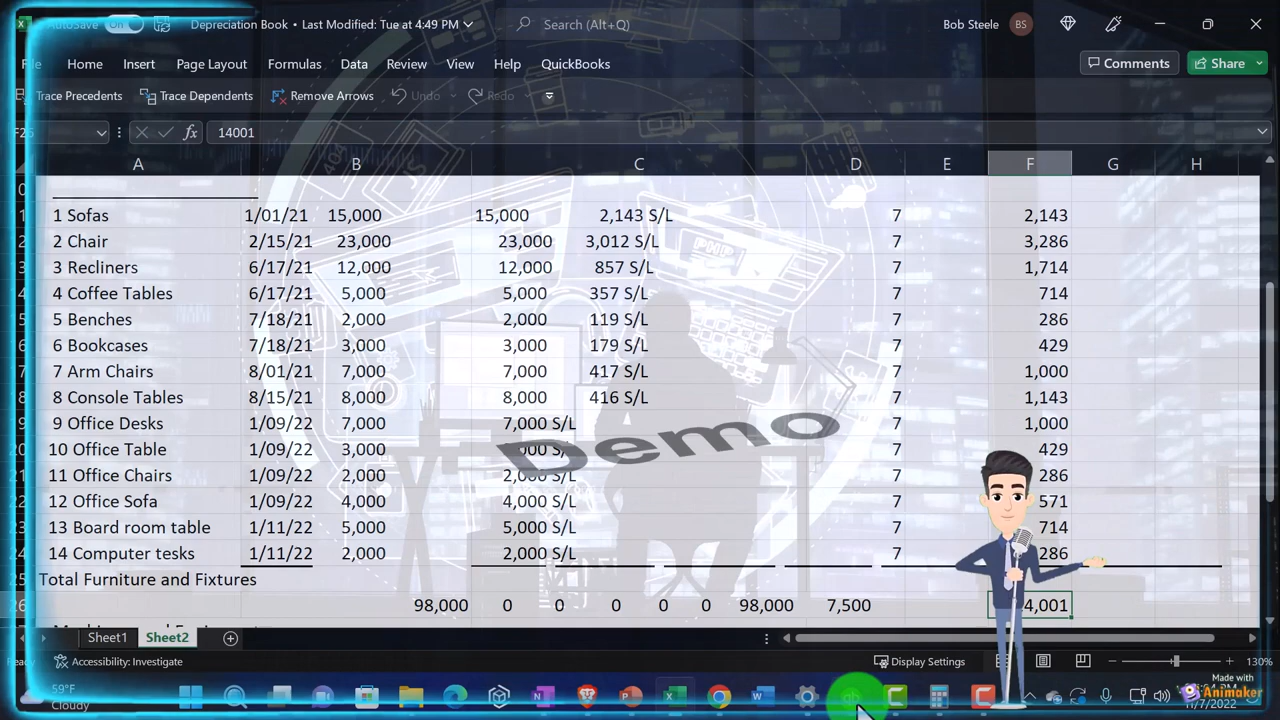 AutoSave On Depreciation Book • Last Modified: Tue at 4:49 PM Search (Alt+Q) Bob Steele BS
File Home Insert Page Layout Formulas Data Review View Help QuickBooks Comments Share
Trace Precedents Trace Dependents Remove Arrows Undo Redo
F26 fx 14001
A B C D E F G H
1 Sofas 1/01/21 15,000 15,000 2,143 S/L 7 2,143
2 Chair 2/15/21 23,000 23,000 3,012 S/L 7 3,286
3 Recliners 6/17/21 12,000 12,000 857 S/L 7 1,714
4 Coffee Tables 6/17/21 5,000 5,000 357 S/L 7 714
5 Benches 7/18/21 2,000 2,000 119 S/L 7 286
6 Bookcases 7/18/21 3,000 3,000 179 S/L 7 429
7 Arm Chairs 8/01/21 7,000 7,000 417 S/L 7 1,000
8 Console Tables 8/15/21 8,000 8,000 416 S/L 7 1,143
9 Office Desks 1/09/22 7,000 7,000 S/L 7 1,000
10 Office Table 1/09/22 3,000 S/L 7 429
11 Office Chairs 1/09/22 2,000 S/L 7 286
12 Office Sofa 1/09/22 4,000 4,000 S/L 7 571
13 Board room table 1/11/22 5,000 5,000 S/L 7 714
14 Computer tesks 1/11/22 2,000 2,000 S/L 7 286
Demo
25 Total Furniture and Fixtures
26 98,000 0 0 0 0 0 98,000 7,500 4,001
Sheet1 Sheet2
Ready Accessibility: Investigate Display Settings 130%
59°F
Cloudy
11/7/2022
Made with
Animaker